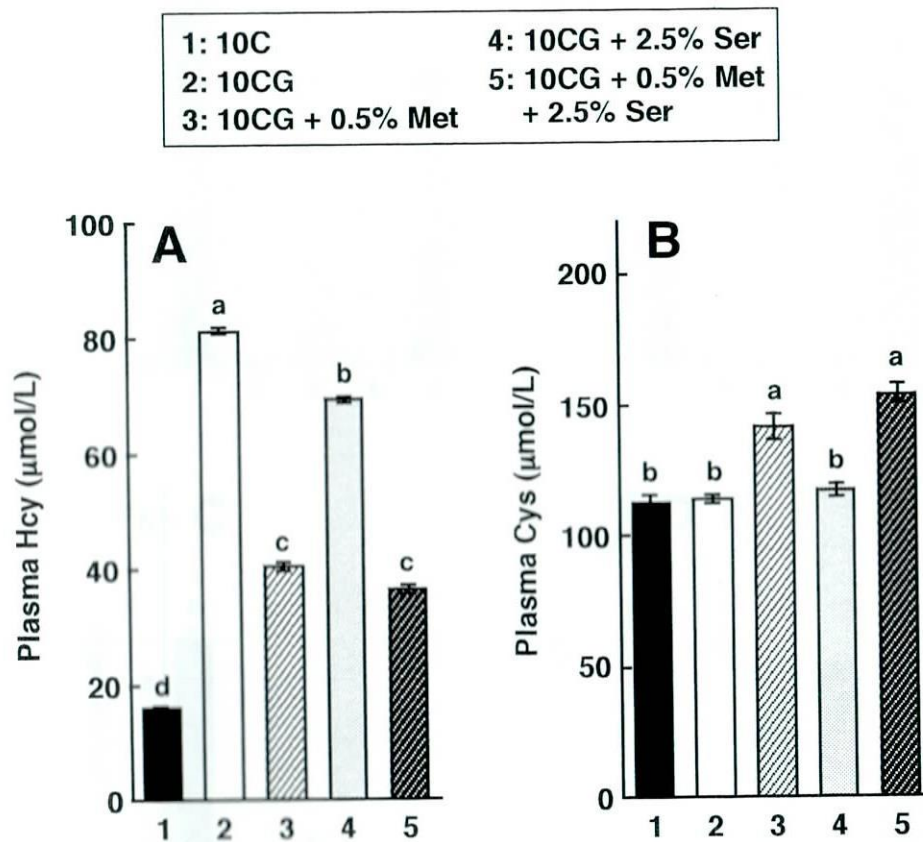 1: 10C
2: 10CG
3: 10CG + 0.5% Met
4: 10CG + 2.5% Ser
5: 10CG + 0.5% Met
+ 2.5% Ser
A
Plasma Hcy (μmol/L)
100
80
60
40
20
0
d
a
c
b
c
1 2 3 4 5
B
Plasma Cys (μmol/L)
200
150
100
50
0
b
b
a
b
a
1 2 3 4 5